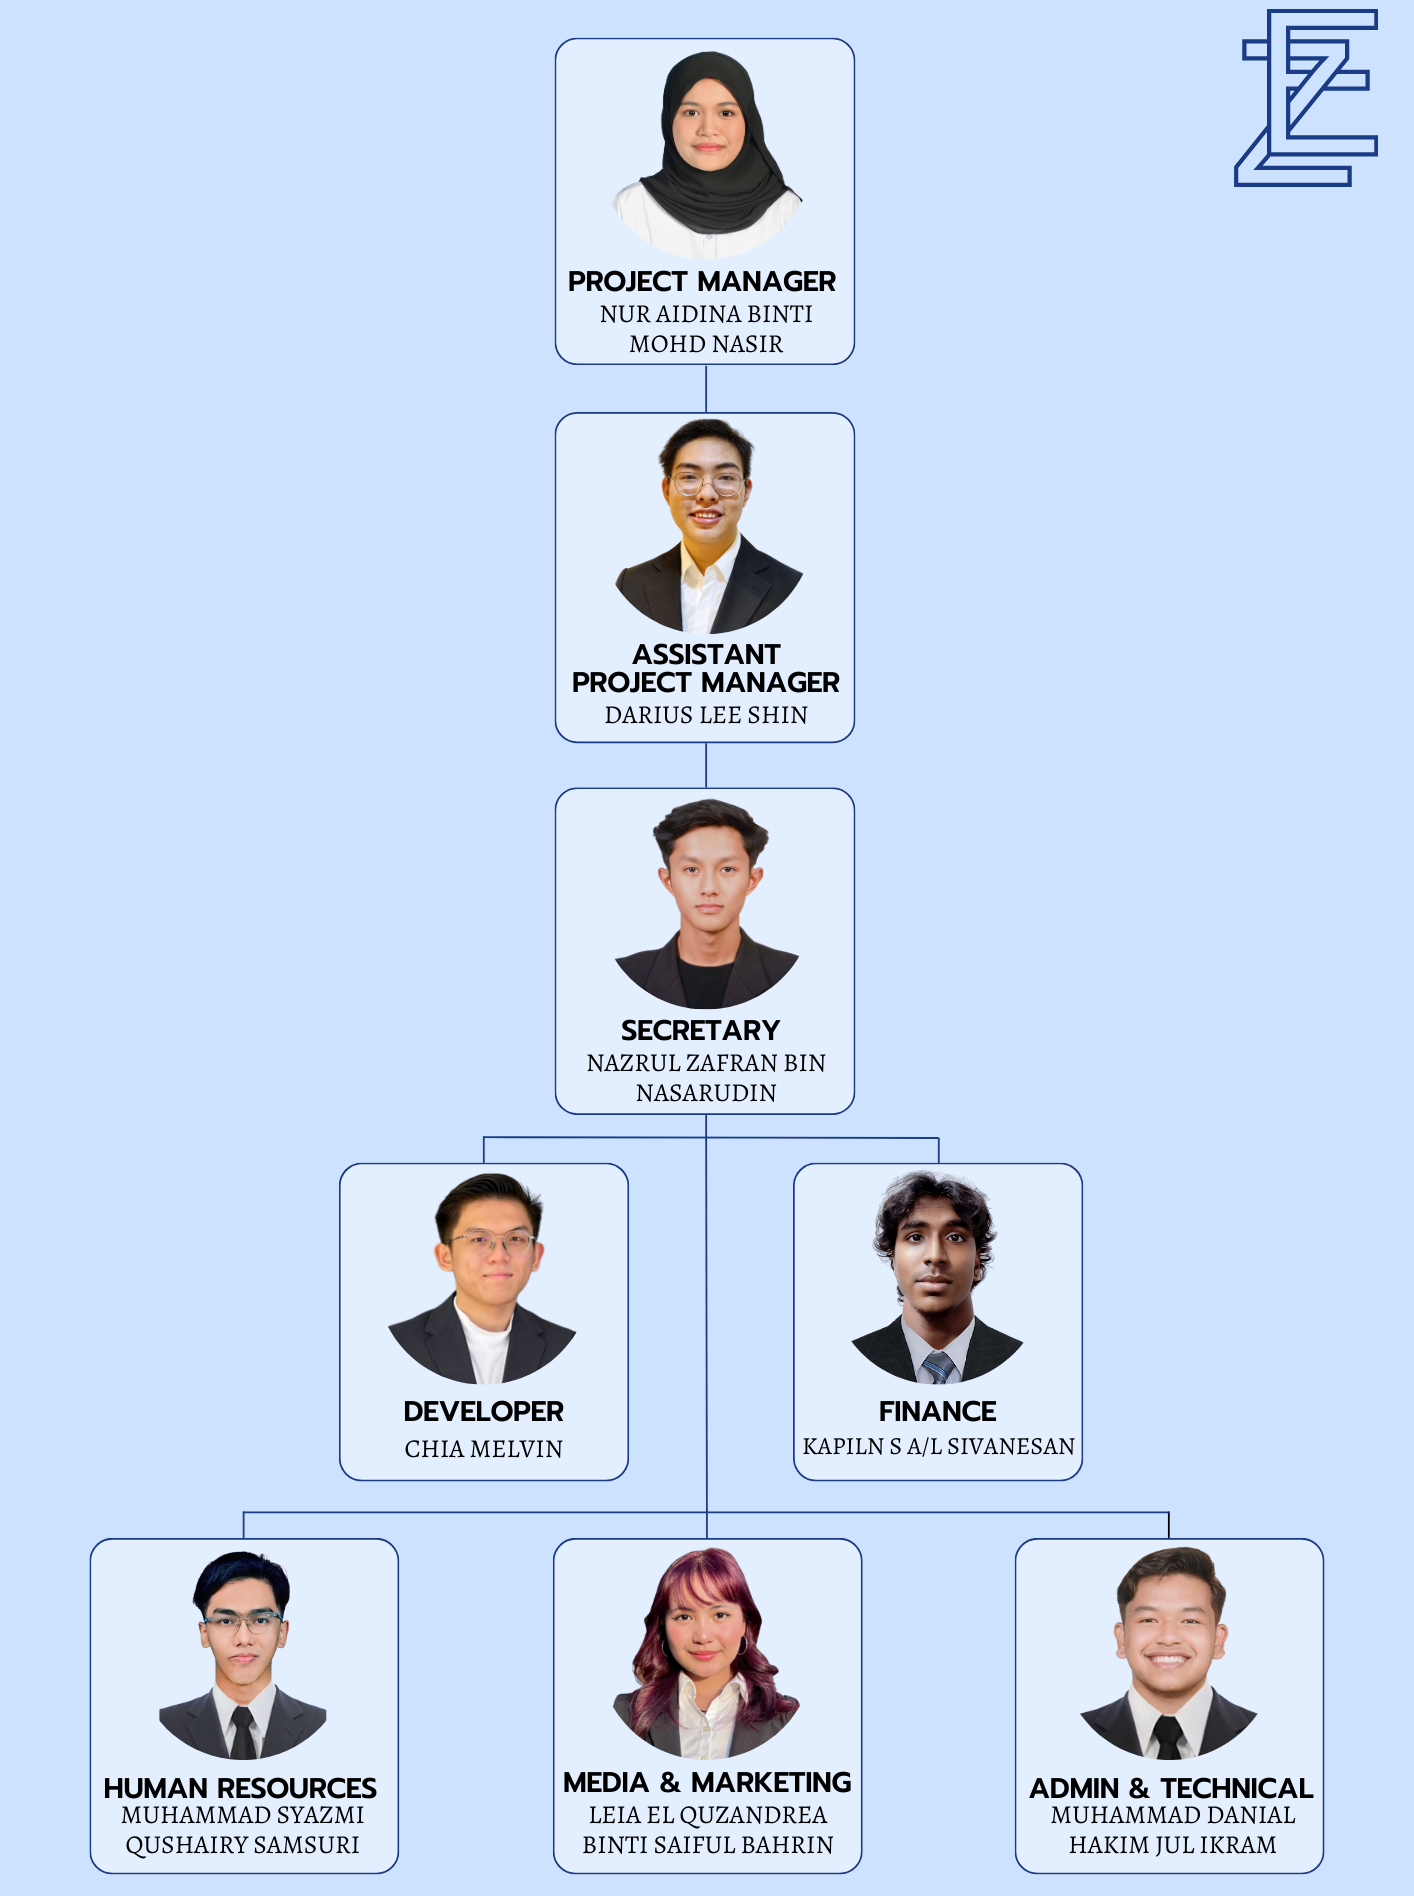 PROJECT MANAGER
NUR AIDINA BINTI
MOHD NASIR
ASSISTANT
PROJECT MANAGER
DARIUS LEE SHIN
SECRETARY
NAZRUL ZAFRAN BIN
NASARUDIN
DEVELOPER
CHIA MELVIN
FINANCE
KAPILN S A/L SIVANESAN
HUMAN RESOURCES
MUHAMMAD SYAZMI
QUSHAIRY SAMSURI
MEDIA & MARKETING
LEIA EL QUZANDREA
BINTI SAIFUL BAHRIN
ADMIN & TECHNICAL
MUHAMMAD DANIAL
HAKIM JUL IKRAM